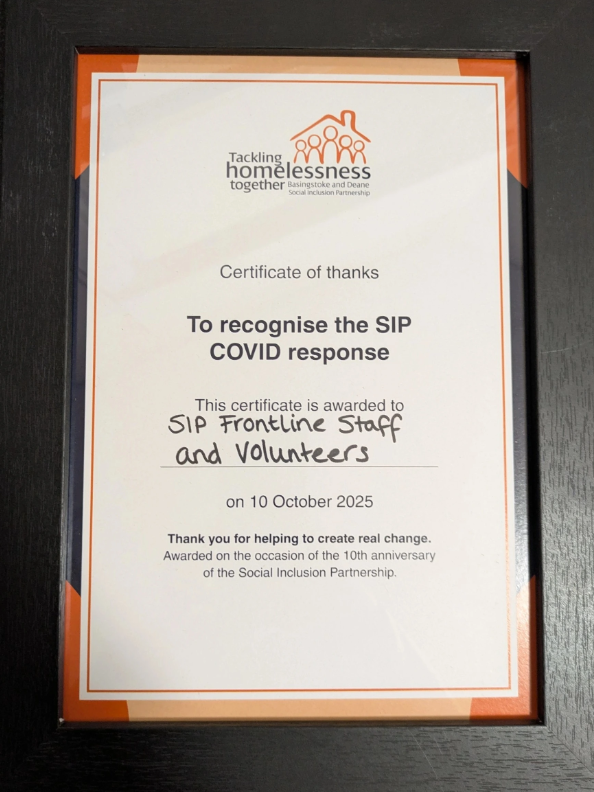 Tackling
homelessness
together Basingstoke and Deane
Social Inclusion Partnership
Certificate of thanks
To recognise the SIP
COVID response
This certificate is awarded to
SIP Frontline Staff
and Volunteers
on 10 October 2025
Thank you for helping to create real change.
Awarded on the occasion of the 10th anniversary
of the Social Inclusion Partnership.